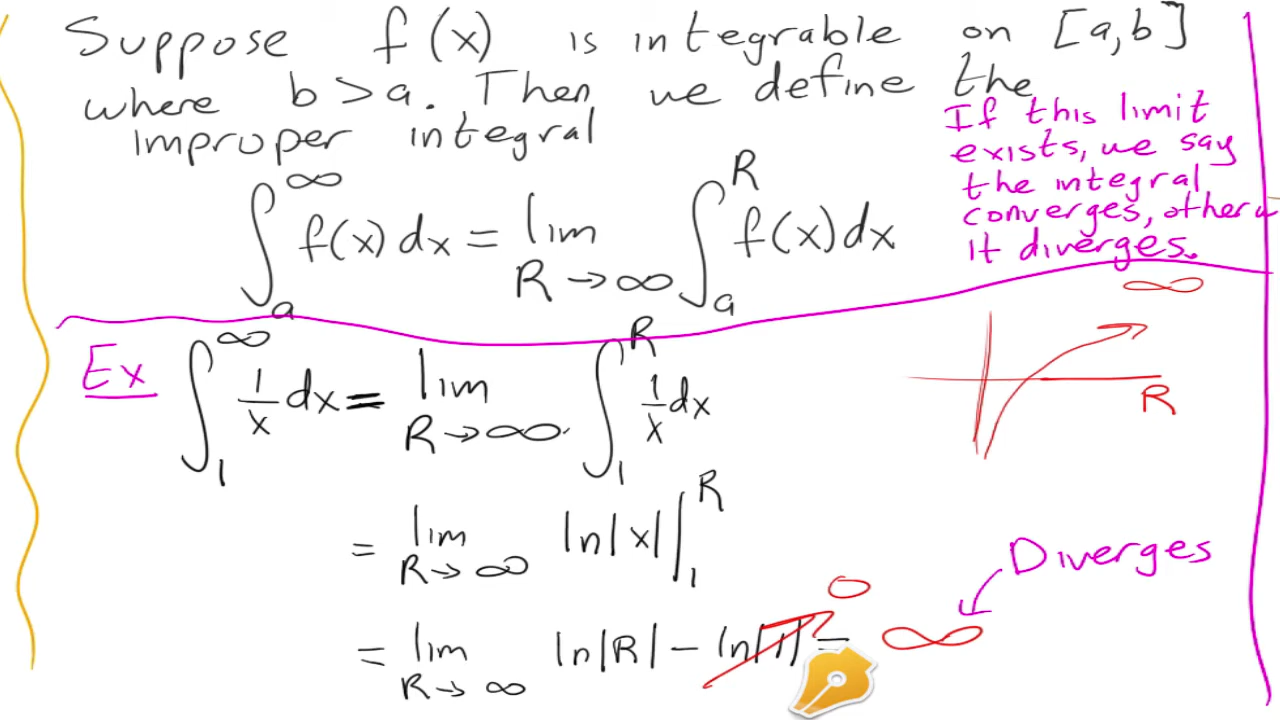 Suppose f(x) is integrable on [a,b]
where b>a. Then we define the
improper integral
If this limit
exists, we say
the integral
converges, otherw
it diverges.
∫_a^∞ f(x)dx = lim_{R→∞} ∫_a^R f(x)dx
Ex ∫_1^∞ 1/x dx = lim_{R→∞} ∫_1^R 1/x dx
∞
R
= lim_{R→∞} ln|x| |_1^R
Diverges
= lim_{R→∞} ln|R| - ln|1| = ∞
0